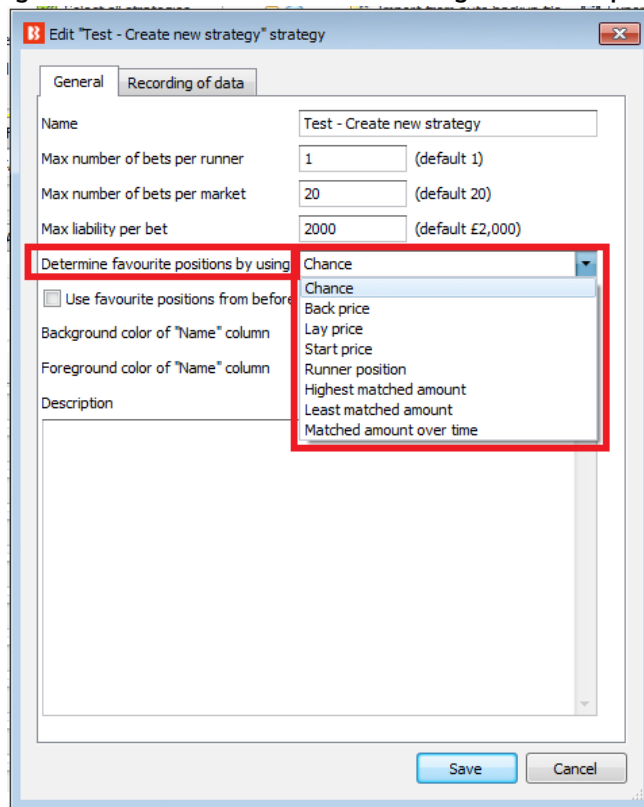 Edit "Test - Create new strategy" strategy
General Recording of data
Name Test - Create new strategy
Max number of bets per runner 1 (default 1)
Max number of bets per market 20 (default 20)
Max liability per bet 2000 (default £2,000)
Determine favourite positions by using Chance
Chance
Use favourite positions from before
Back price
Lay price
Background color of "Name" column
Start price
Runner position
Foreground color of "Name" column
Highest matched amount
Least matched amount
Description
Matched amount over time
Save Cancel